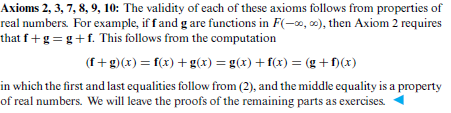 Axioms 2, 3, 7, 8, 9, 10: The validity of each of these axioms follows from properties of
real numbers. For example, if f and g are functions in F(−∞, ∞), then Axiom 2 requires
that f + g = g + f. This follows from the computation
(f + g)(x) = f(x) + g(x) = g(x) + f(x) = (g + f)(x)
in which the first and last equalities follow from (2), and the middle equality is a property
of real numbers. We will leave the proofs of the remaining parts as exercises. ◀